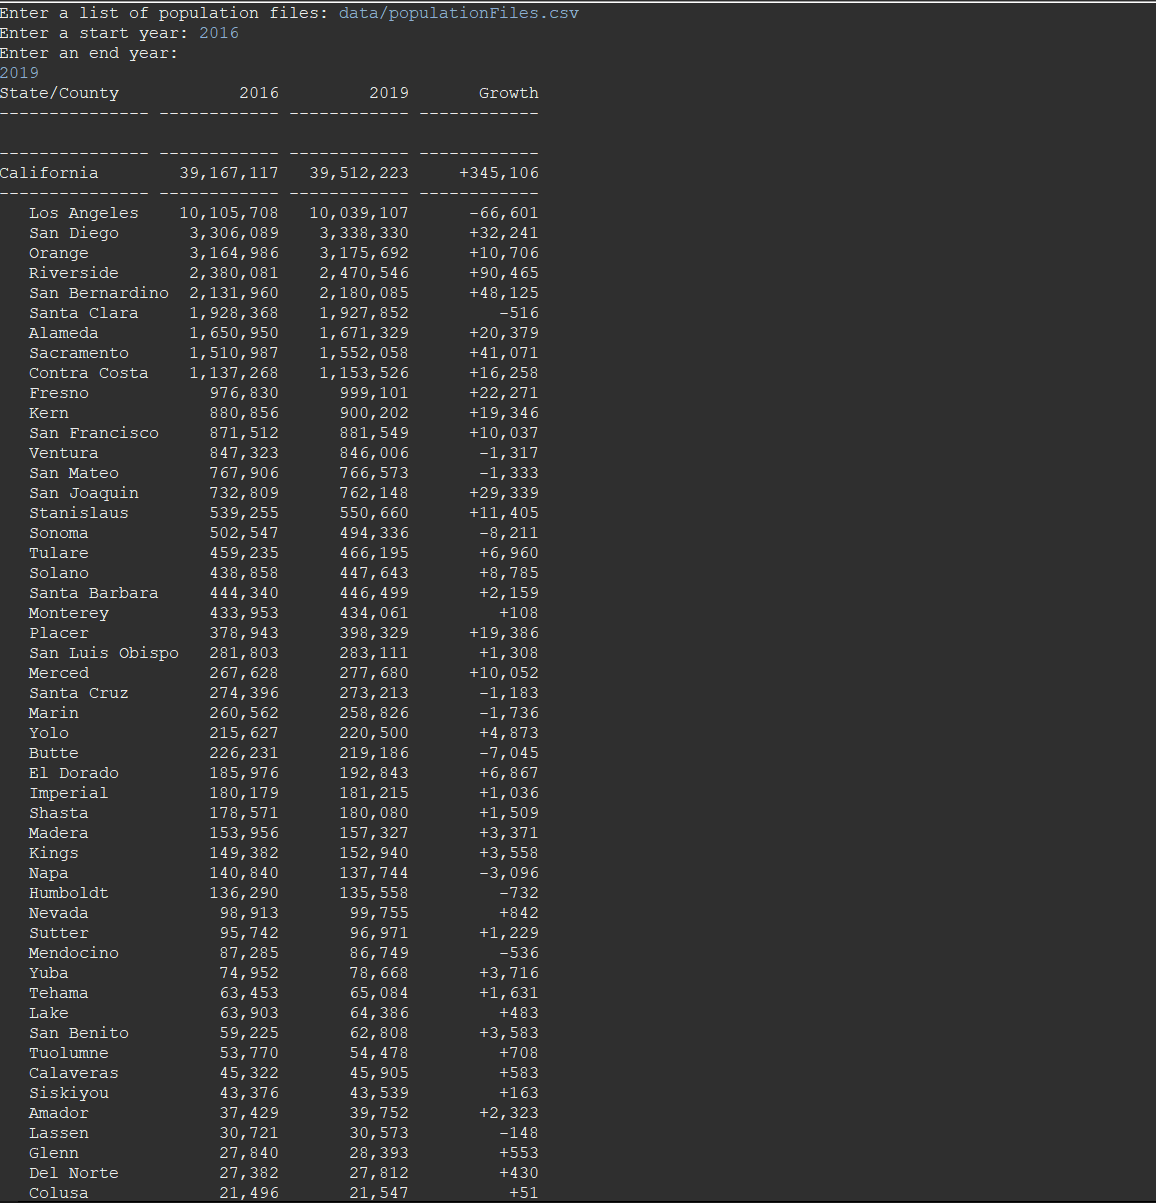 Enter a list of population files: data/populationFiles.csv
Enter a start year: 2016
Enter an end year:
2019
State/County            2016         2019       Growth
--------------- ------------ ------------ ------------
--------------- ------------ ------------ ------------
California        39,167,117   39,512,223     +345,106
--------------- ------------ ------------ ------------
   Los Angeles    10,105,708   10,039,107      -66,601
   San Diego       3,306,089    3,338,330      +32,241
   Orange          3,164,986    3,175,692      +10,706
   Riverside       2,380,081    2,470,546      +90,465
   San Bernardino  2,131,960    2,180,085      +48,125
   Santa Clara     1,928,368    1,927,852         -516
   Alameda         1,650,950    1,671,329      +20,379
   Sacramento      1,510,987    1,552,058      +41,071
   Contra Costa    1,137,268    1,153,526      +16,258
   Fresno            976,830      999,101      +22,271
   Kern              880,856      900,202      +19,346
   San Francisco     871,512      881,549      +10,037
   Ventura           847,323      846,006       -1,317
   San Mateo         767,906      766,573       -1,333
   San Joaquin       732,809      762,148      +29,339
   Stanislaus        539,255      550,660      +11,405
   Sonoma            502,547      494,336       -8,211
   Tulare            459,235      466,195       +6,960
   Solano            438,858      447,643       +8,785
   Santa Barbara     444,340      446,499       +2,159
   Monterey          433,953      434,061         +108
   Placer            378,943      398,329      +19,386
   San Luis Obispo   281,803      283,111       +1,308
   Merced            267,628      277,680      +10,052
   Santa Cruz        274,396      273,213       -1,183
   Marin             260,562      258,826       -1,736
   Yolo              215,627      220,500       +4,873
   Butte             226,231      219,186       -7,045
   El Dorado         185,976      192,843       +6,867
   Imperial          180,179      181,215       +1,036
   Shasta            178,571      180,080       +1,509
   Madera            153,956      157,327       +3,371
   Kings             149,382      152,940       +3,558
   Napa              140,840      137,744       -3,096
   Humboldt          136,290      135,558         -732
   Nevada             98,913       99,755         +842
   Sutter             95,742       96,971       +1,229
   Mendocino          87,285       86,749         -536
   Yuba               74,952       78,668       +3,716
   Tehama             63,453       65,084       +1,631
   Lake               63,903       64,386         +483
   San Benito         59,225       62,808       +3,583
   Tuolumne           53,770       54,478         +708
   Calaveras          45,322       45,905         +583
   Siskiyou           43,376       43,539         +163
   Amador             37,429       39,752       +2,323
   Lassen             30,721       30,573         -148
   Glenn              27,840       28,393         +553
   Del Norte          27,382       27,812         +430
   Colusa             21,496       21,547          +51